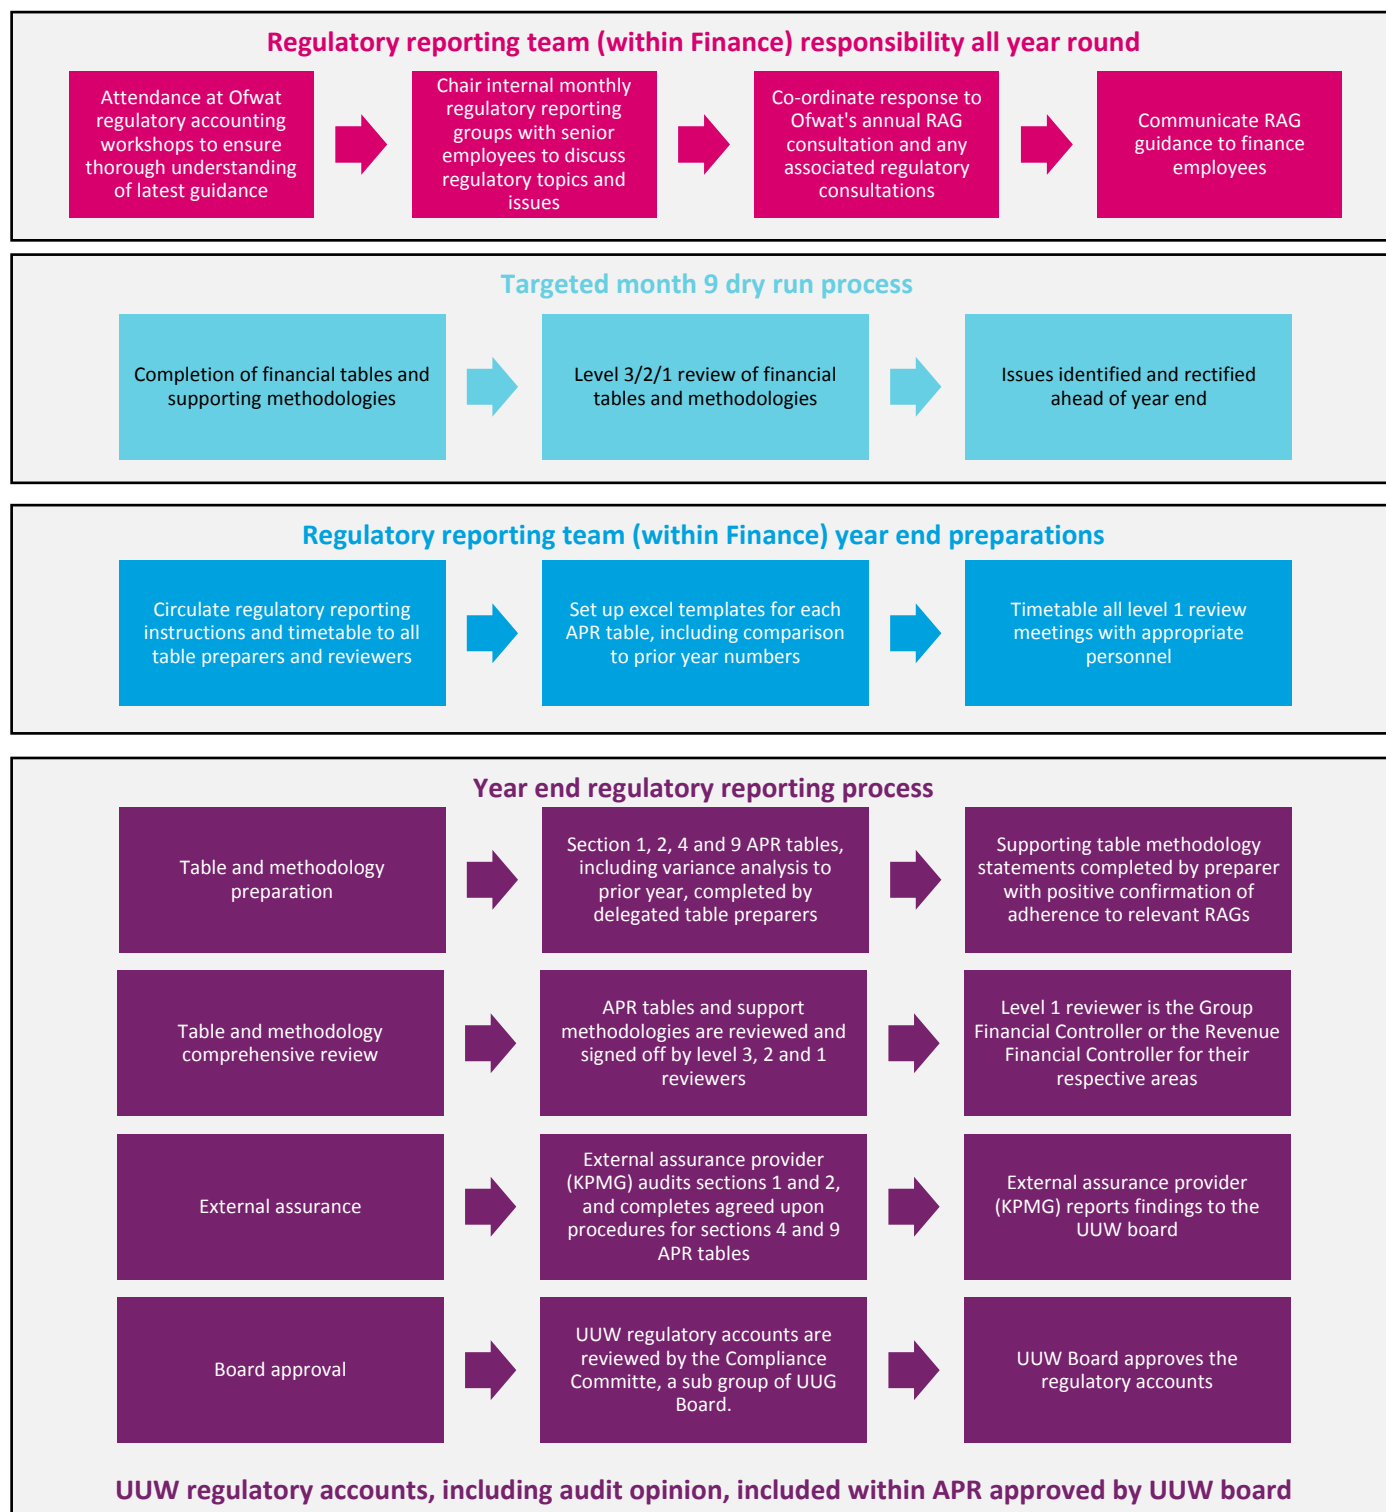 Regulatory reporting team (within Finance) responsibility all year round
Attendance at Ofwat
regulatory accounting
workshops to ensure
thorough understanding
of latest guidance
Chair internal monthly
regulatory reporting
groups with senior
employees to discuss
regulatory topics and
issues
Co-ordinate response to
Ofwat's annual RAG
consultation and any
associated regulatory
consultations
Communicate RAG
guidance to finance
employees
Targeted month 9 dry run process
Completion of financial tables and
supporting methodologies
Level 3/2/1 review of financial
tables and methodologies
Issues identified and rectified
ahead of year end
Regulatory reporting team (within Finance) year end preparations
Circulate regulatory reporting
instructions and timetable to all
table preparers and reviewers
Set up excel templates for each
APR table, including comparison
to prior year numbers
Timetable all level 1 review
meetings with appropriate
personnel
Year end regulatory reporting process
Table and methodology
preparation
Section 1, 2, 4 and 9 APR tables,
including variance analysis to
prior year, completed by
delegated table preparers
Supporting table methodology
statements completed by preparer
with positive confirmation of
adherence to relevant RAGs
Table and methodology
comprehensive review
APR tables and support
methodologies are reviewed and
signed off by level 3, 2 and 1
reviewers
Level 1 reviewer is the Group
Financial Controller or the Revenue
Financial Controller for their
respective areas
External assurance
External assurance provider
(KPMG) audits sections 1 and 2,
and completes agreed upon
procedures for sections 4 and 9
APR tables
External assurance provider
(KPMG) reports findings to the
UUW board
Board approval
UUW regulatory accounts are
reviewed by the Compliance
Committe, a sub group of UUG
Board.
UUW Board approves the
regulatory accounts
UUW regulatory accounts, including audit opinion, included within APR approved by UUW board